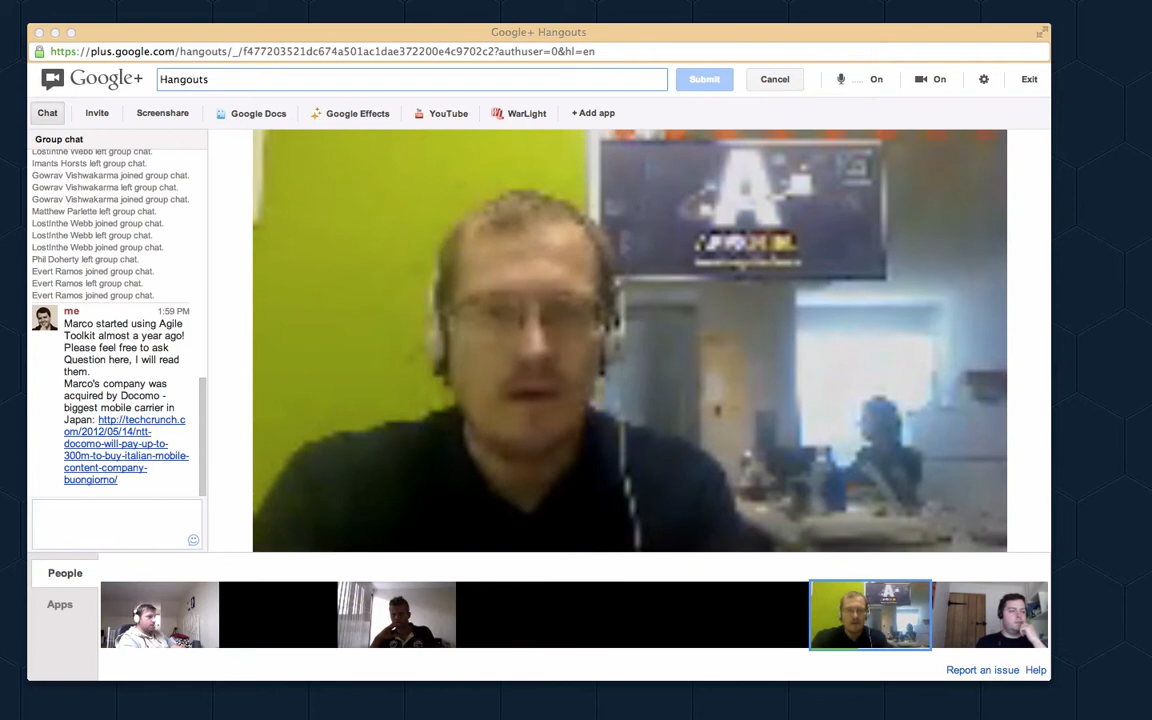 Google+ Hangouts
https://plus.google.com/hangouts/_/f477203521dc674a501ac1dae372200e4c9702c2?authuser=0&hl=en
Google+
Hangouts
Submit
Cancel
On
On
Exit
Chat
Invite
Screenshare
Google Docs
Google Effects
YouTube
WarLight
+ Add app
Group chat
LostInthe Webb left group chat.
Imants Horsts left group chat.
Gowrav Vishwakarma joined group chat.
Gowrav Vishwakarma left group chat.
Gowrav Vishwakarma joined group chat.
Matthew Parlette left group chat.
LostInthe Webb joined group chat.
LostInthe Webb left group chat.
LostInthe Webb joined group chat.
Phil Doherty left group chat.
Evert Ramos joined group chat.
Evert Ramos left group chat.
Evert Ramos joined group chat.
me 1:59 PM
Marco started using Agile
Toolkit almost a year ago!
Please feel free to ask
Question here, I will read
them.
Marco's company was
acquired by Docomo -
biggest mobile carrier in
Japan: http://techcrunch.c
om/2012/05/14/ntt-
docomo-will-pay-up-to-
300m-to-buy-italian-mobile-
content-company-
buongiorno/
A
People
Apps
Report an issue Help